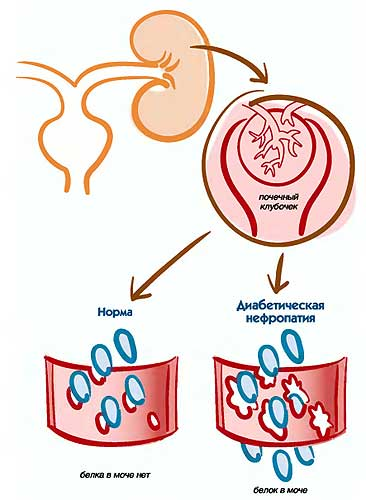 почечный
клубочек
Норма
Диабетическая
нефропатия
белка в моче нет
белок в моче